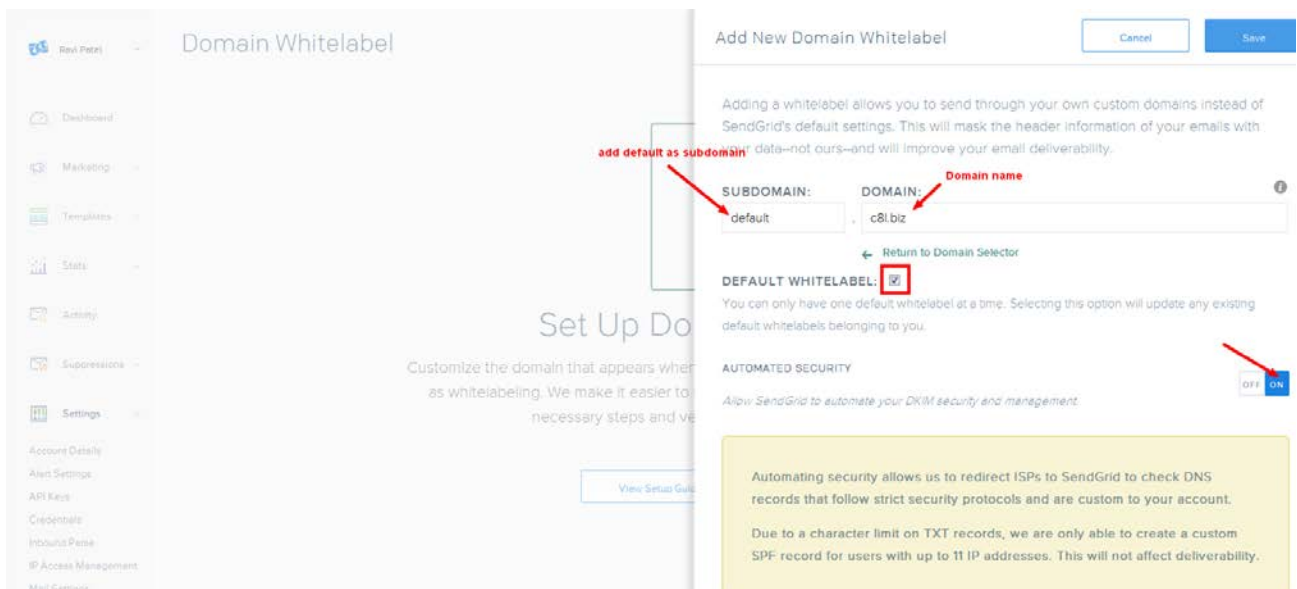 Ravi Patel
Dashboard
Marketing
Templates
Stats
Activity
Suppressions
Settings
Account Details
Alert Settings
API Keys
Credentials
Inbound Parse
IP Access Management
Mail Settings
Domain Whitelabel
Set Up Do
Customize the domain that appears wher
as whitelabeling. We make it easier to
necessary steps and ve
View Setup Guid
Add New Domain Whitelabel
Cancel
Save
Adding a whitelabel allows you to send through your own custom domains instead of
SendGrid's default settings. This will mask the header information of your emails with
your data–not ours–and will improve your email deliverability.
add default as subdomain
Domain name
SUBDOMAIN:
DOMAIN:
default . c8l.biz
← Return to Domain Selector
DEFAULT WHITELABEL:
You can only have one default whitelabel at a time. Selecting this option will update any existing
default whitelabels belonging to you.
AUTOMATED SECURITY
OFF ON
Allow SendGrid to automate your DKIM security and management.
Automating security allows us to redirect ISPs to SendGrid to check DNS
records that follow strict security protocols and are custom to your account.
Due to a character limit on TXT records, we are only able to create a custom
SPF record for users with up to 11 IP addresses. This will not affect deliverability.